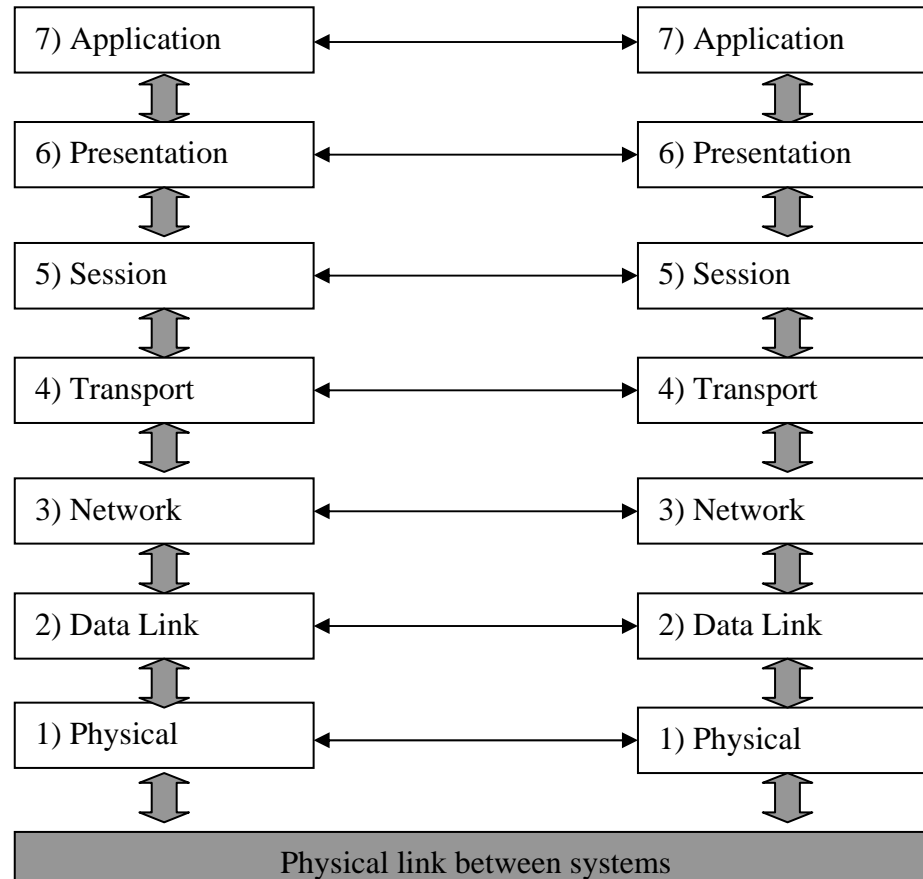 7) Application
7) Application
6) Presentation
6) Presentation
5) Session
5) Session
4) Transport
4) Transport
3) Network
3) Network
2) Data Link
2) Data Link
1) Physical
1) Physical
Physical link between systems